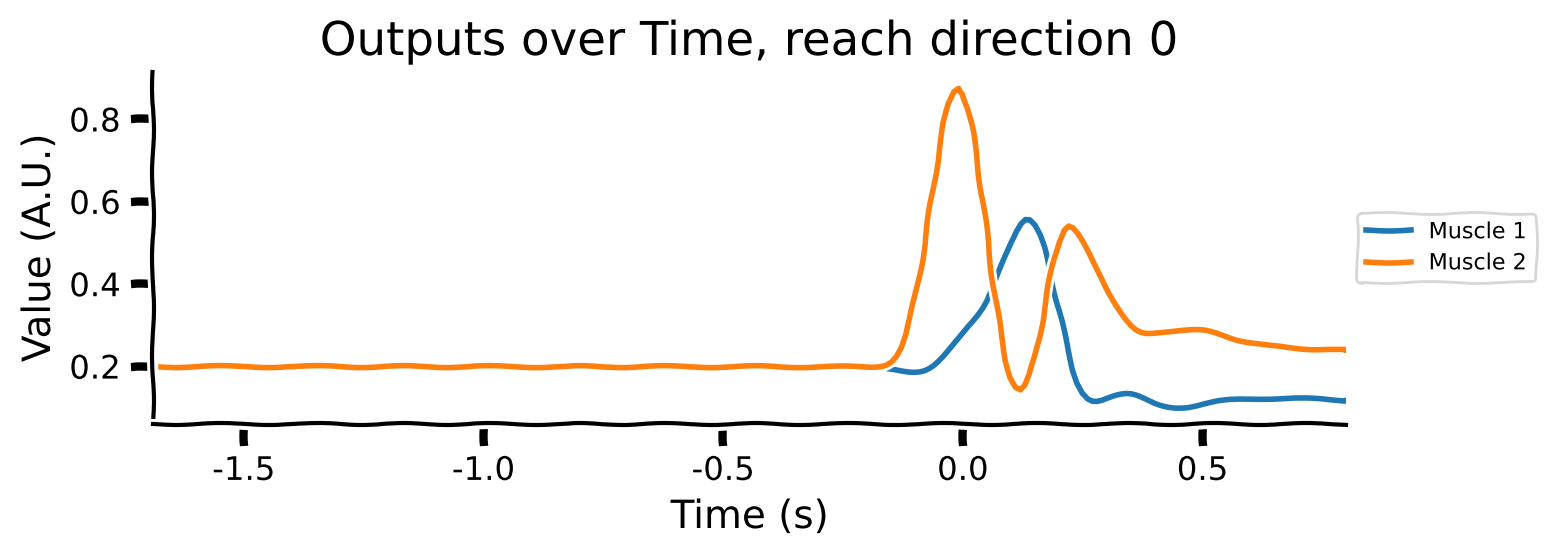 Outputs over Time, reach direction 0
Value (A.U.)
0.8
0.6
0.4
0.2
-1.5 -1.0 -0.5 0.0 0.5
Time (s)
Muscle 1
Muscle 2